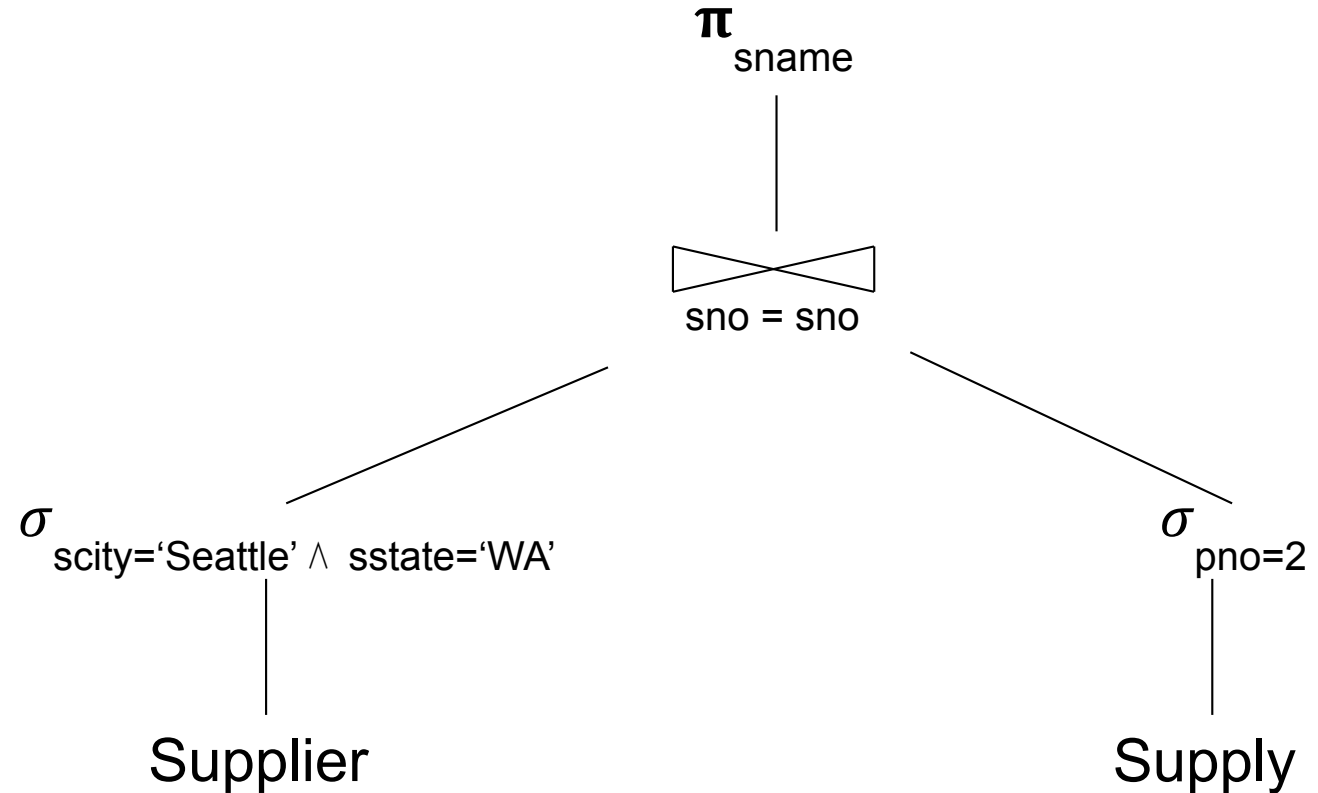 π
sname
sno = sno
σ
scity=‘Seattle’ ∧ sstate=‘WA’
σ
pno=2
Supplier
Supply